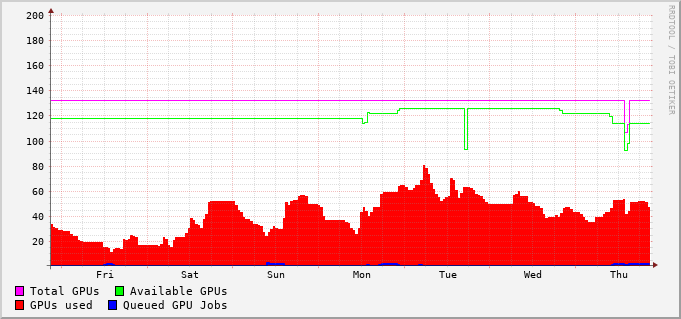 200
180
160
140
120
100
80
60
40
20
Fri Sat Sun Mon Tue Wed Thu
Total GPUs Available GPUs
GPUs used Queued GPU Jobs
RRDTOOL / TOBI OETIKER